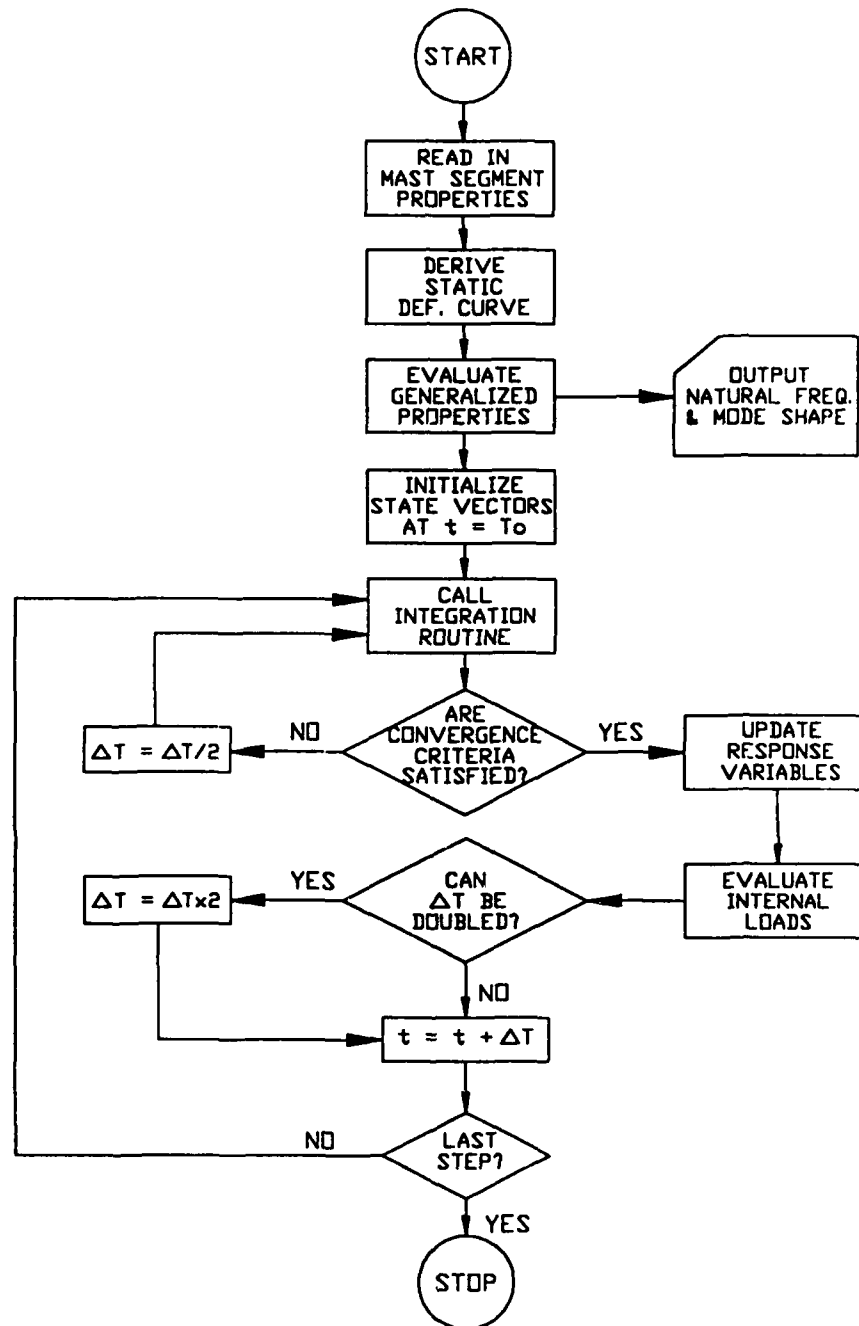 START
READ IN
MAST SEGMENT
PROPERTIES
DERIVE
STATIC
DEF. CURVE
EVALUATE
GENERALIZED
PROPERTIES
OUTPUT
NATURAL FREQ.
& MODE SHAPE
INITIALIZE
STATE VECTORS
AT t = To
CALL
INTEGRATION
ROUTINE
ARE
CONVERGENCE
CRITERIA
SATISFIED?
NO
ΔT = ΔT/2
YES
UPDATE
RESPONSE
VARIABLES
EVALUATE
INTERNAL
LOADS
CAN
ΔT BE
DOUBLED?
YES
ΔT = ΔTx2
NO
t = t + ΔT
LAST
STEP?
NO
YES
STOP